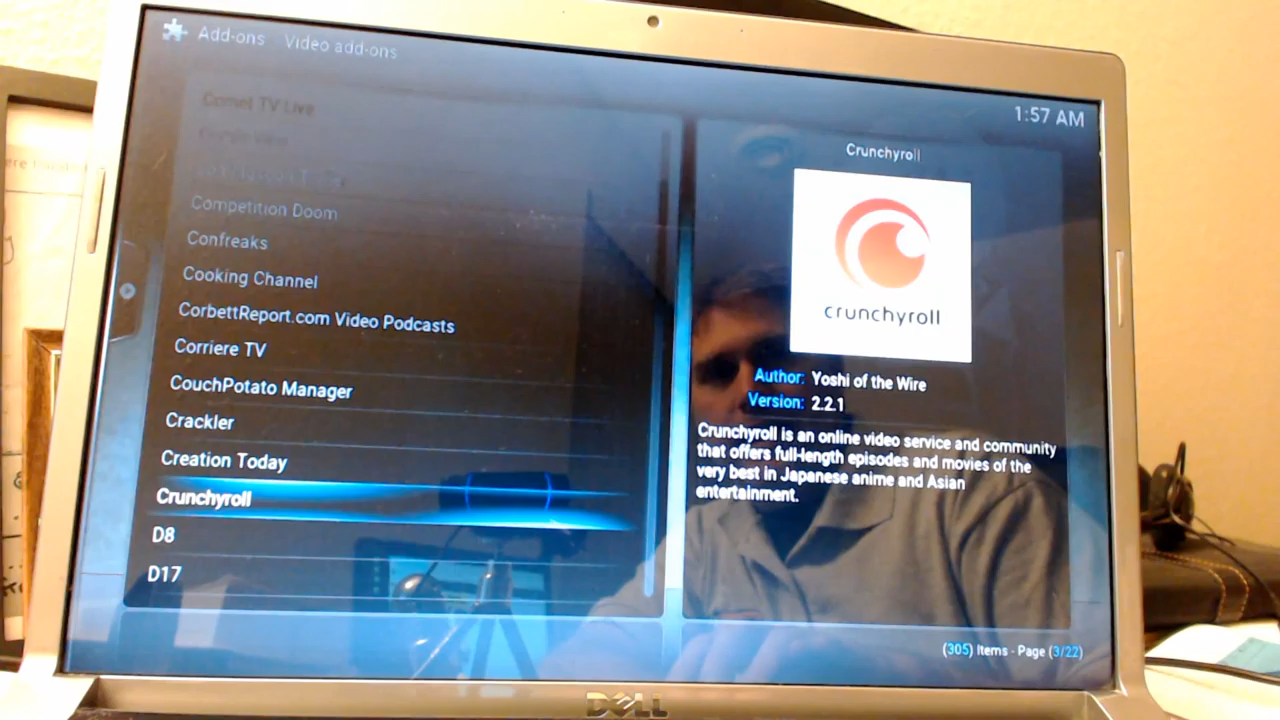 Add-ons Video add-ons
1:57 AM
Comet TV Live
Competition Doom
Confreaks
Cooking Channel
CorbettReport.com Video Podcasts
Corriere TV
CouchPotato Manager
Crackler
Creation Today
Crunchyroll
D8
D17
Crunchyroll
crunchyroll
Author: Yoshi of the Wire
Version: 2.2.1
Crunchyroll is an online video service and community
that offers full-length episodes and movies of the
very best in Japanese anime and Asian
entertainment.
(305) Items - Page (3/22)
DELL